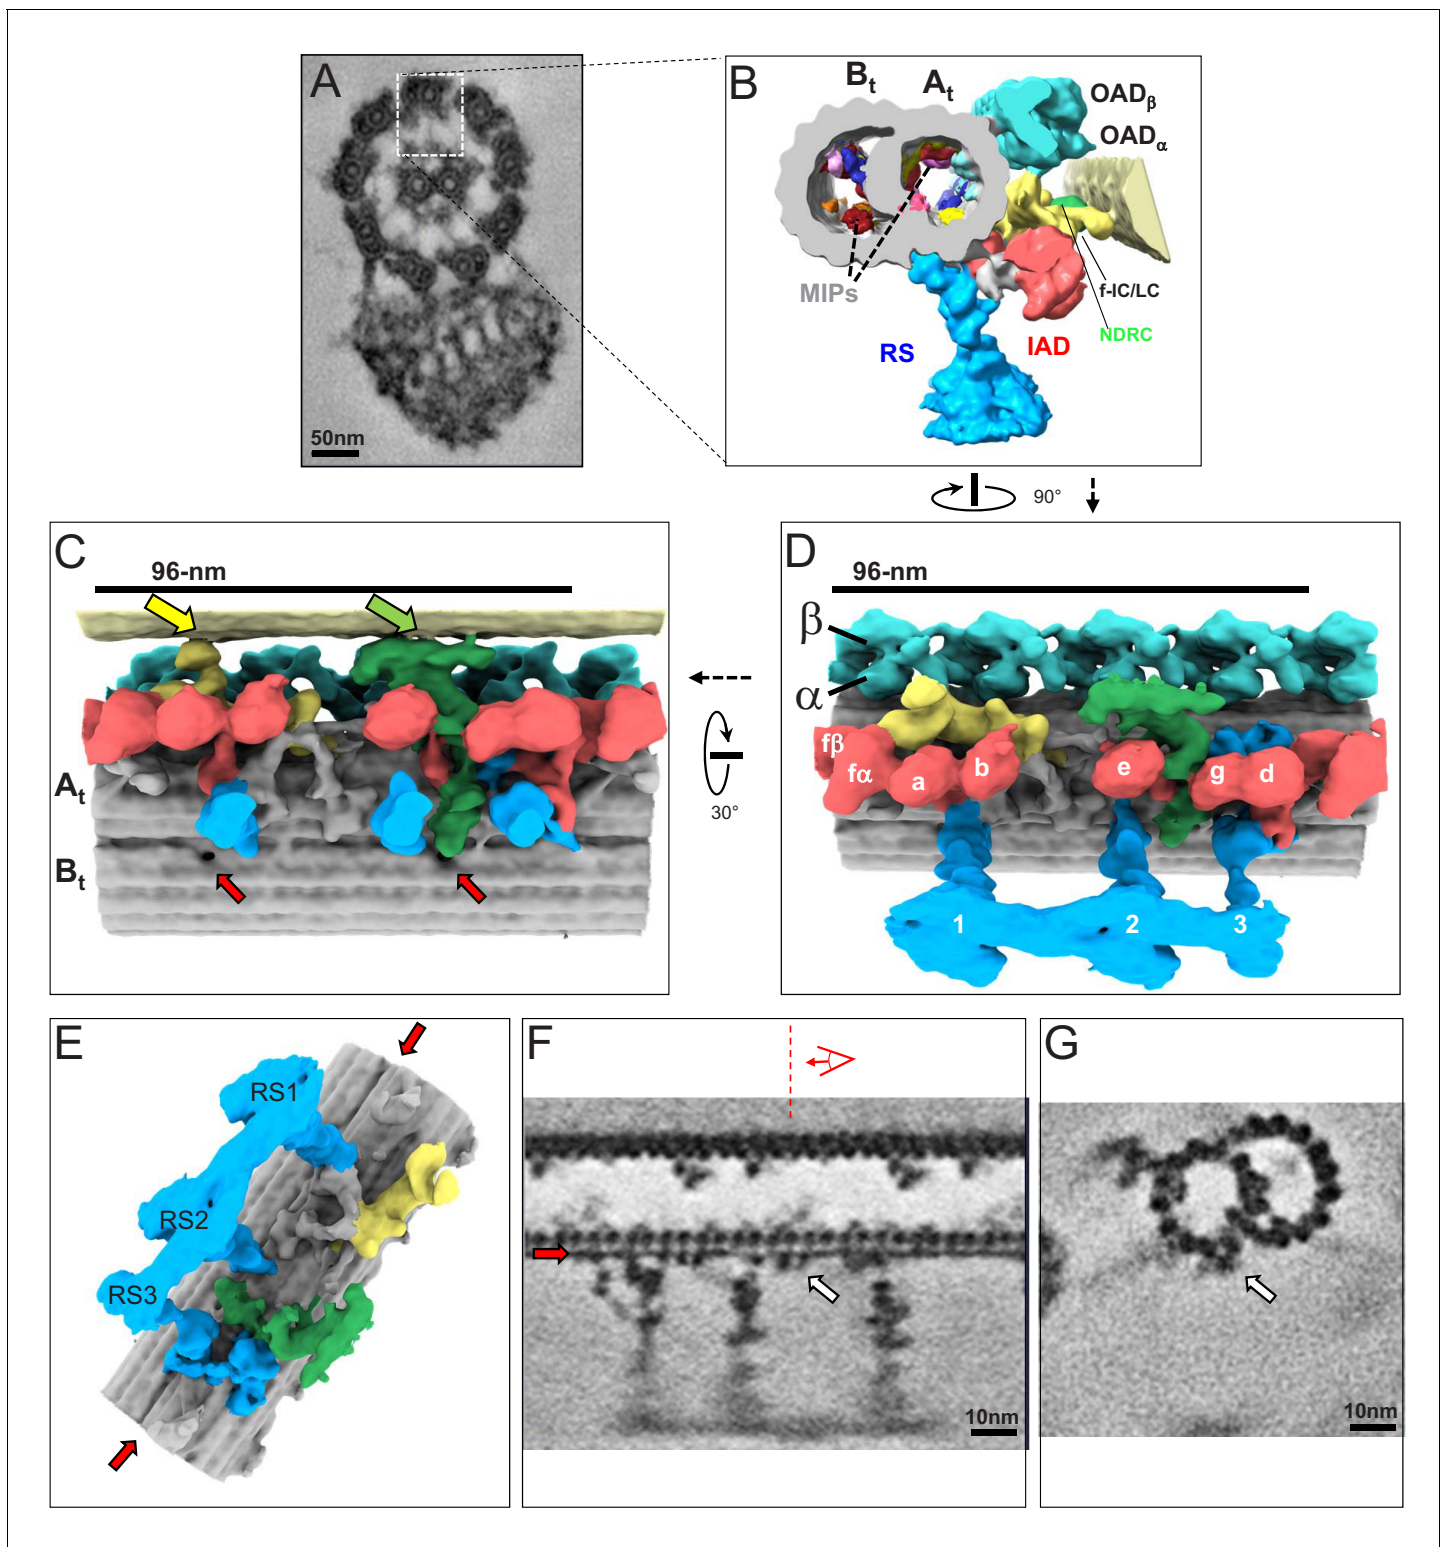 A
50nm
B
Bt
At
OADβ
OADα
MIPs
f-IC/LC
NDRC
RS
IAD
90°
C
96-nm
At
Bt
30°
D
96-nm
β
α
fβ
fα
a
b
e
g
d
1
2
3
E
RS1
RS2
RS3
F
10nm
G
10nm